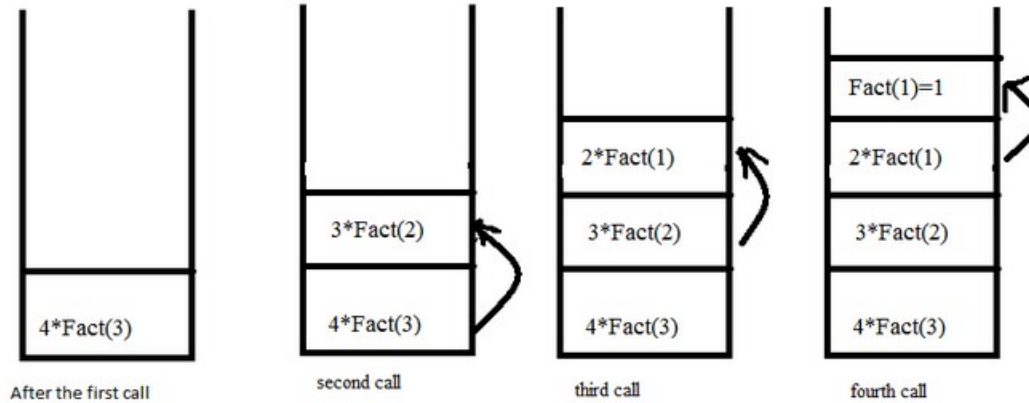 4*Fact(3)
After the first call
3*Fact(2)
4*Fact(3)
second call
2*Fact(1)
3*Fact(2)
4*Fact(3)
third call
Fact(1)=1
2*Fact(1)
3*Fact(2)
4*Fact(3)
fourth call